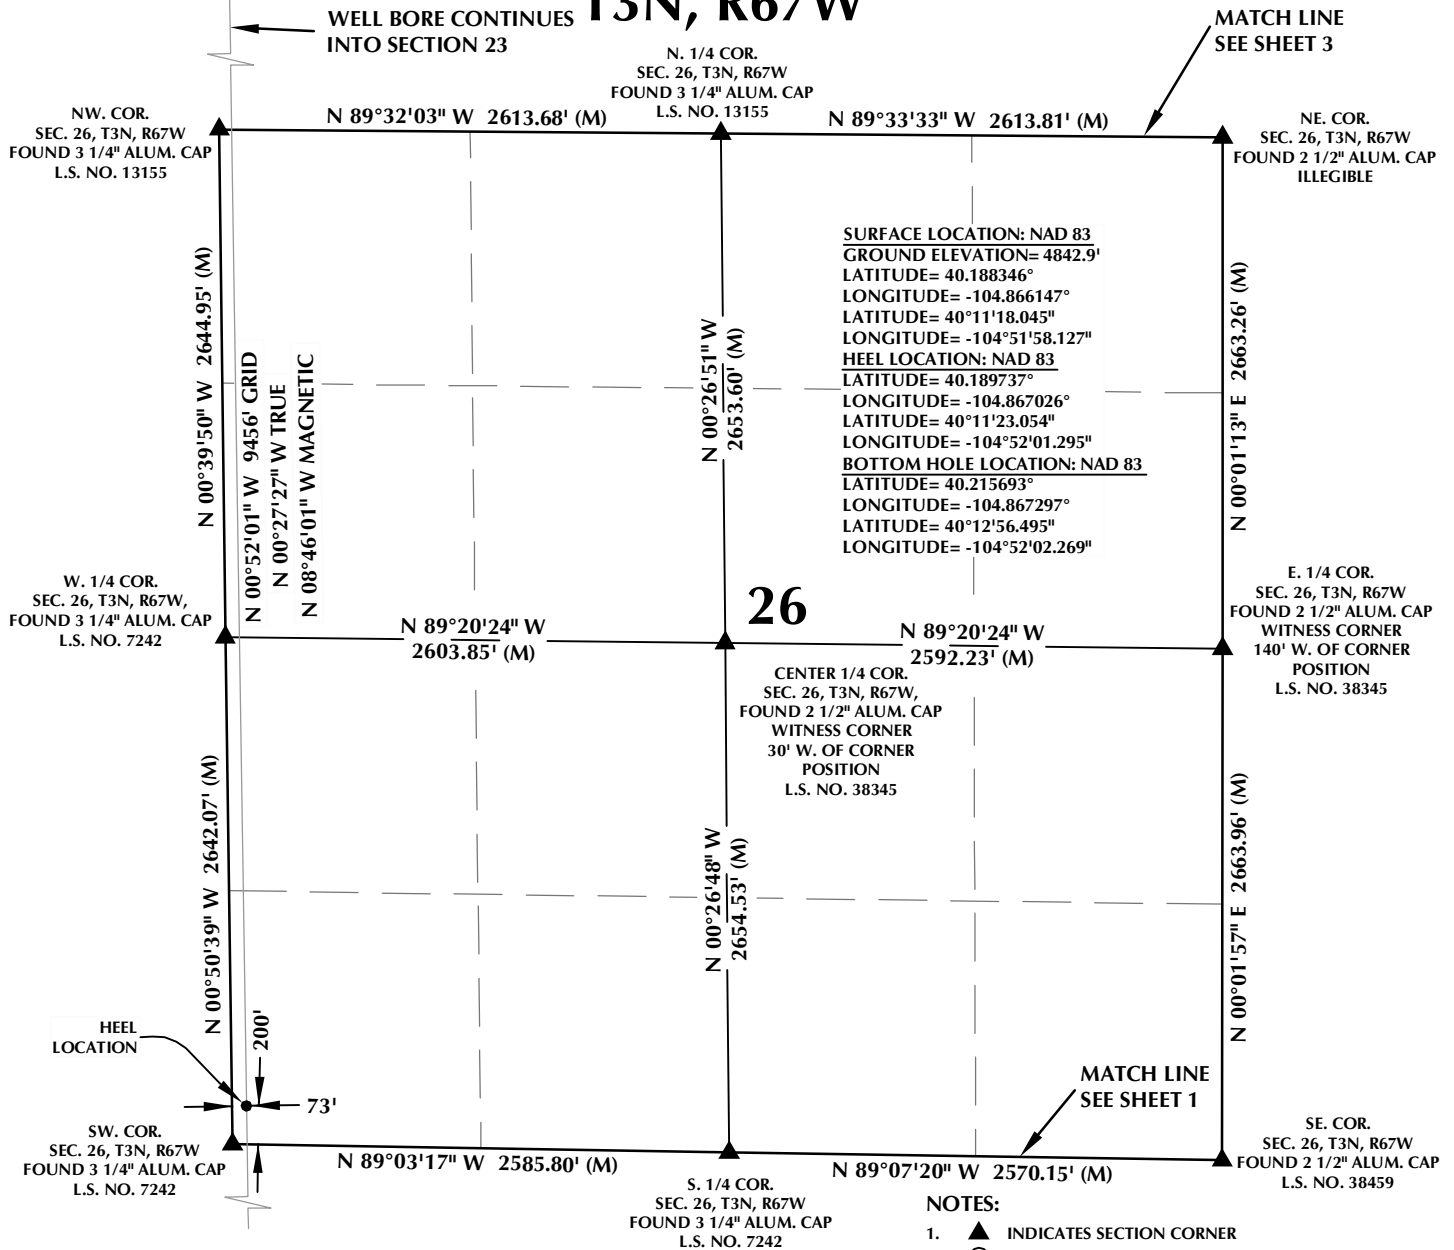 T3N, R67W
WELL BORE CONTINUES
INTO SECTION 23
MATCH LINE
SEE SHEET 3
N. 1/4 COR.
SEC. 26, T3N, R67W
FOUND 3 1/4" ALUM. CAP
L.S. NO. 13155
NW. COR.
SEC. 26, T3N, R67W
FOUND 3 1/4" ALUM. CAP
L.S. NO. 13155
N 89°32'03" W 2613.68' (M)
N 89°33'33" W 2613.81' (M)
NE. COR.
SEC. 26, T3N, R67W
FOUND 2 1/2" ALUM. CAP
ILLEGIBLE
SURFACE LOCATION: NAD 83
GROUND ELEVATION= 4842.9'
LATITUDE= 40.188346°
LONGITUDE= -104.866147°
LATITUDE= 40°11'18.045"
LONGITUDE= -104°51'58.127"
HEEL LOCATION: NAD 83
LATITUDE= 40.189737°
LONGITUDE= -104.867026°
LATITUDE= 40°11'23.054"
LONGITUDE= -104°52'01.295"
BOTTOM HOLE LOCATION: NAD 83
LATITUDE= 40.215693°
LONGITUDE= -104.867297°
LATITUDE= 40°12'56.495"
LONGITUDE= -104°52'02.269"
N 00°39'50" W 2644.95' (M)
N 00°52'01" W 9456' GRID
N 00°27'27" W TRUE
N 08°46'01" W MAGNETIC
N 00°26'51" W
2653.60' (M)
N 00°01'13" E 2663.26' (M)
W. 1/4 COR.
SEC. 26, T3N, R67W,
FOUND 3 1/4" ALUM. CAP
L.S. NO. 7242
26
N 89°20'24" W
2603.85' (M)
N 89°20'24" W
2592.23' (M)
E. 1/4 COR.
SEC. 26, T3N, R67W
FOUND 2 1/2" ALUM. CAP
WITNESS CORNER
140' W. OF CORNER
POSITION
L.S. NO. 38345
CENTER 1/4 COR.
SEC. 26, T3N, R67W,
FOUND 2 1/2" ALUM. CAP
WITNESS CORNER
30' W. OF CORNER
POSITION
L.S. NO. 38345
N 00°50'39" W 2642.07' (M)
N 00°26'48" W
2654.53' (M)
N 00°01'57" E 2663.96' (M)
HEEL
LOCATION
200'
73'
MATCH LINE
SEE SHEET 1
SW. COR.
SEC. 26, T3N, R67W
FOUND 3 1/4" ALUM. CAP
L.S. NO. 7242
N 89°03'17" W 2585.80' (M)
N 89°07'20" W 2570.15' (M)
SE. COR.
SEC. 26, T3N, R67W
FOUND 2 1/2" ALUM. CAP
L.S. NO. 38459
S. 1/4 COR.
SEC. 26, T3N, R67W
FOUND 3 1/4" ALUM. CAP
L.S. NO. 7242
NOTES:
1. ▲ INDICATES SECTION CORNER